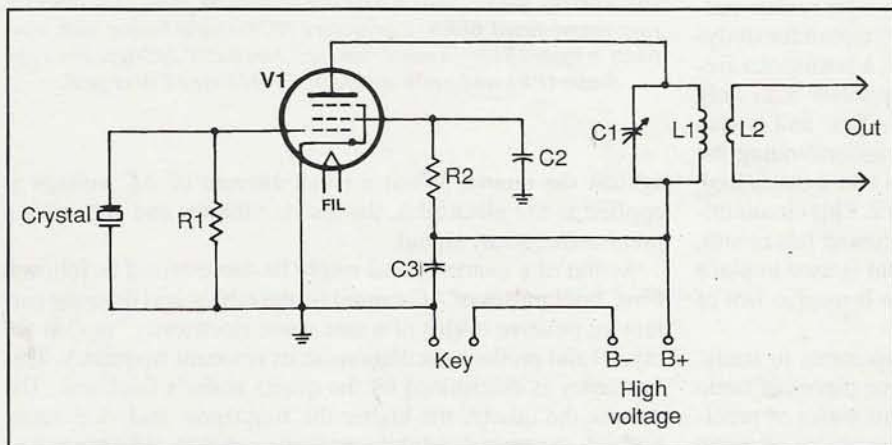 V1
C1
L1
L2
Out
R2
C2
FIL
Crystal
R1
C3
Key
B–
B+
High
voltage